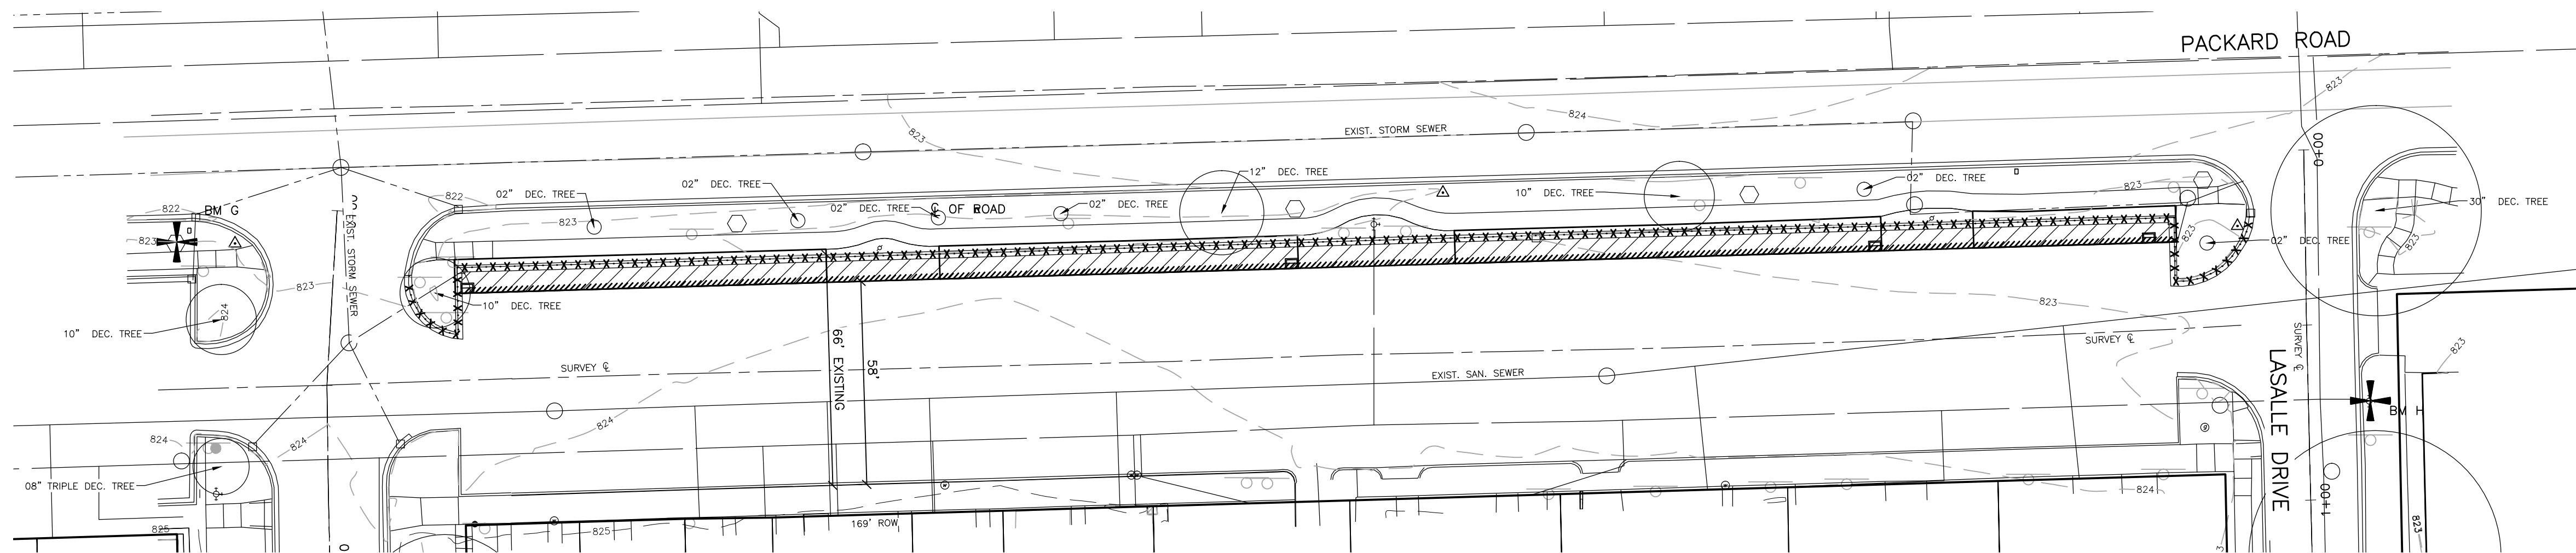 PACKARD ROAD
823
824
EXIST. STORM SEWER
823
12" DEC. TREE
02" DEC. TREE
02" DEC. TREE
10" DEC. TREE
02" DEC. TREE
822
823
30" DEC. TREE
822
BM G
02" DEC. TREE
℄ OF ROAD
02" DEC. TREE
00+0
823
823
823
02" DEC. TREE
823
EXIST. STORM SEWER
823
10" DEC. TREE
823
824
10" DEC. TREE
66' EXISTING
58'
SURVEY ℄
SURVEY ℄
SURVEY ℄
823
EXIST. SAN. SEWER
LASALLE DRIVE
BM H
824
824
824
08" TRIPLE DEC. TREE
824
00+1
825
825
169' ROW
823